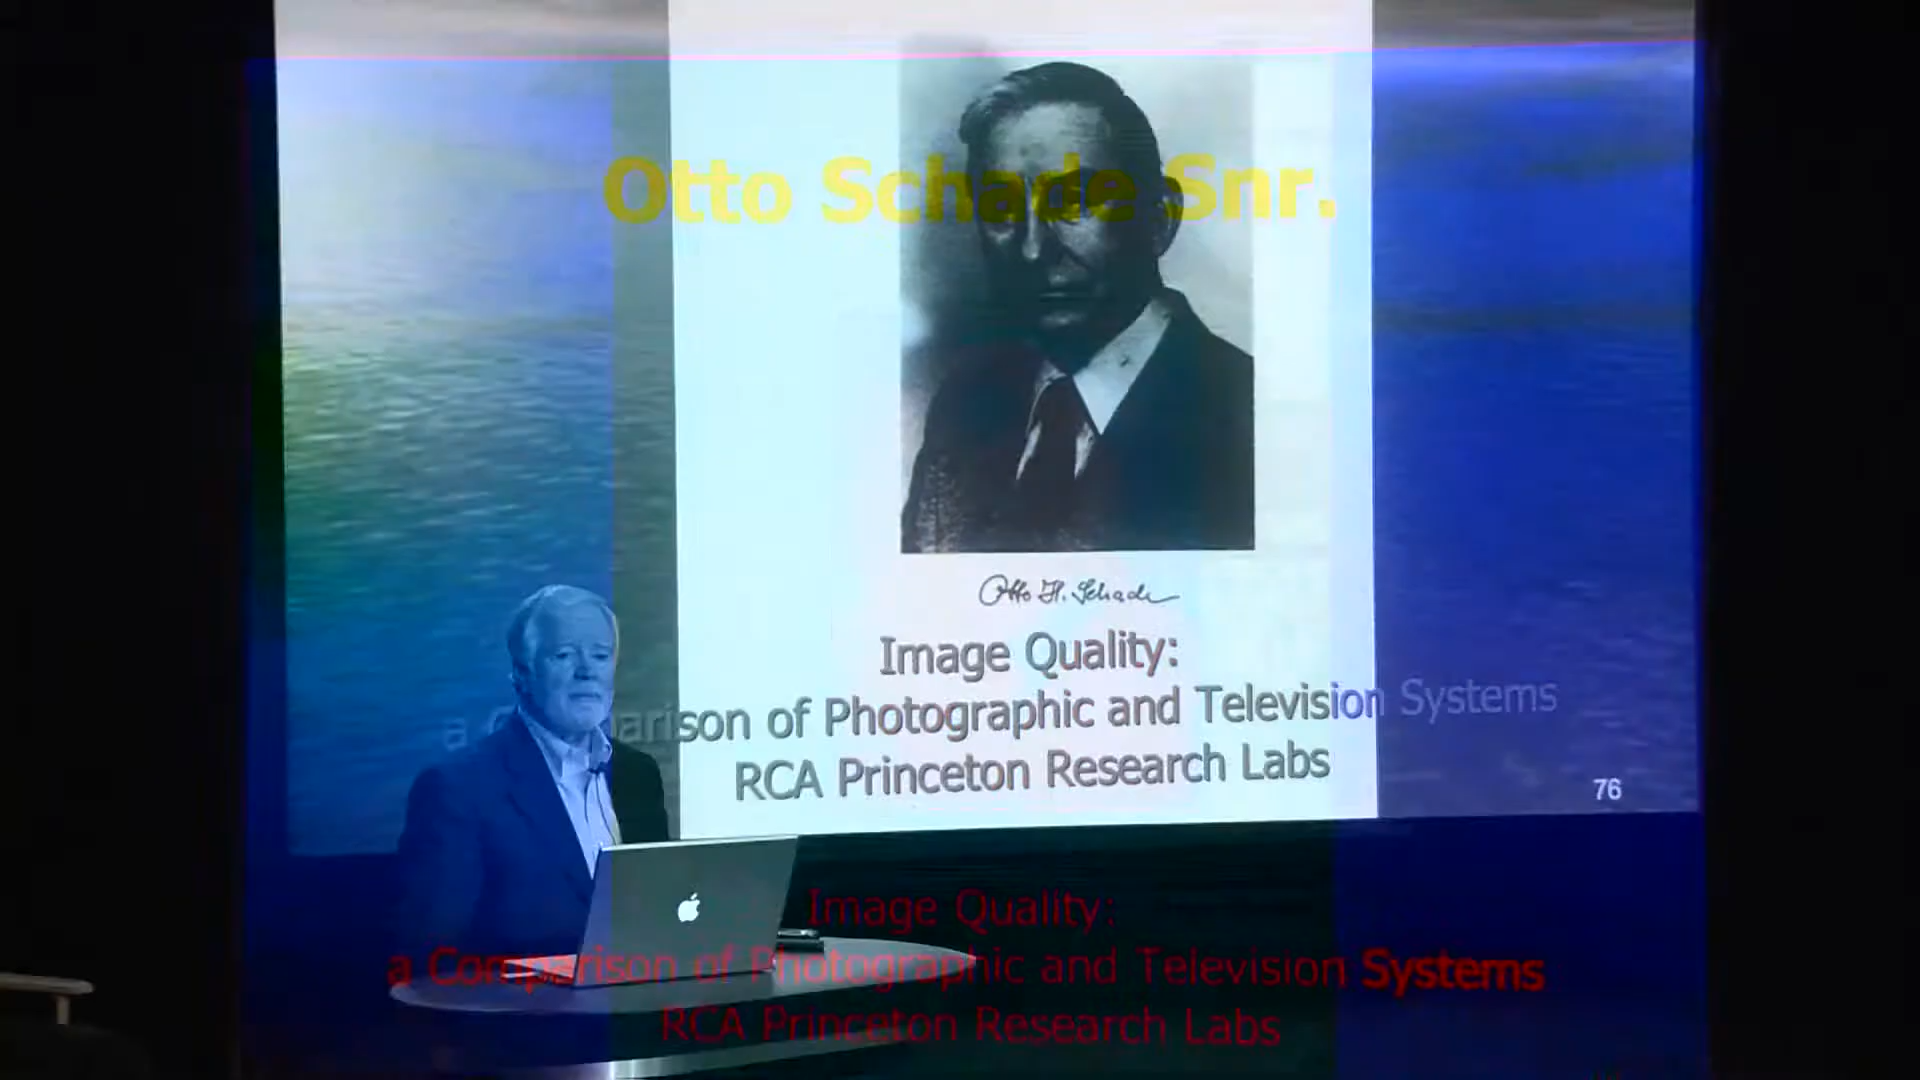 Otto Schade Snr.
Otto H. Schade
Image Quality:
a Comparison of Photographic and Television Systems
RCA Princeton Research Labs
76
Image Quality:
a Comparison of Photographic and Television Systems
RCA Princeton Research Labs